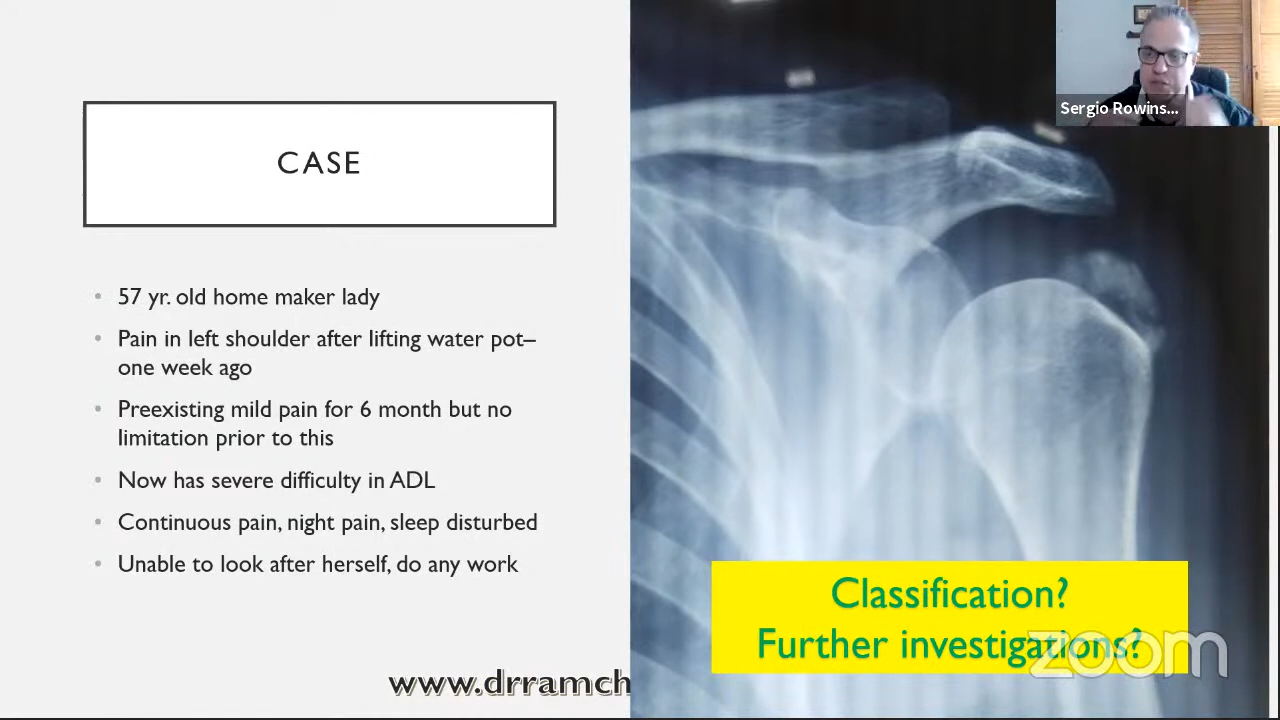 Sergio Rowins...
CASE
• 57 yr. old home maker lady
• Pain in left shoulder after lifting water pot–
one week ago
• Preexisting mild pain for 6 month but no
limitation prior to this
• Now has severe difficulty in ADL
• Continuous pain, night pain, sleep disturbed
• Unable to look after herself, do any work
Classification?
Further investigations?
zoom
www.drramch